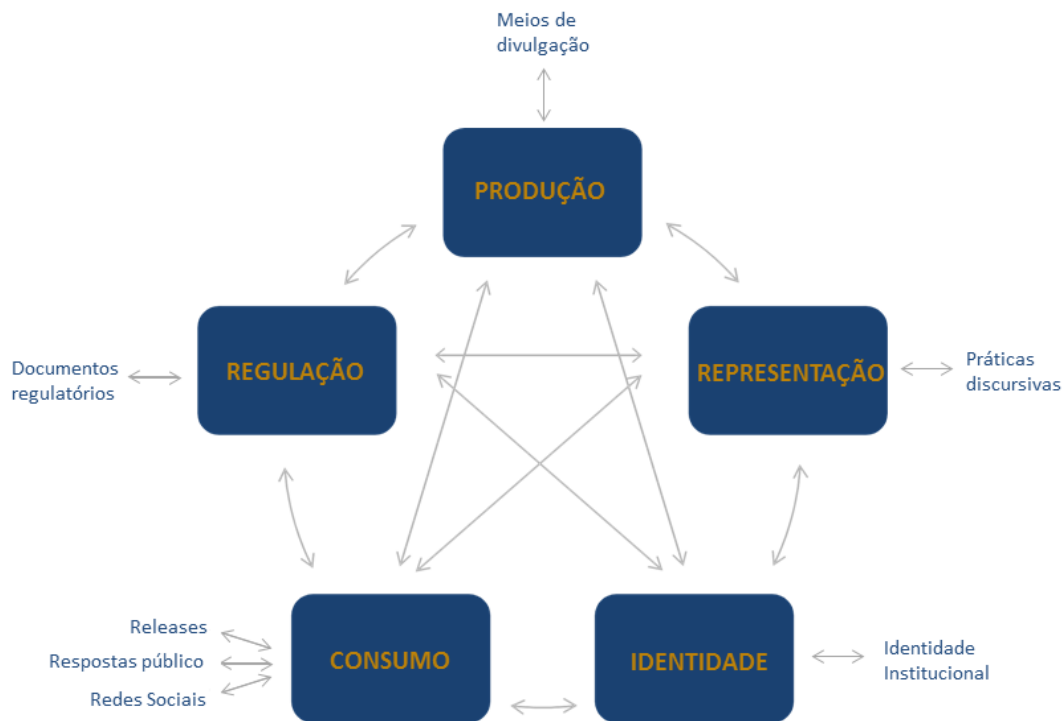 Meios de
divulgação
PRODUÇÃO
REGULAÇÃO
REPRESENTAÇÃO
Documentos
regulatórios
Práticas
discursivas
Releases
Respostas público
Redes Sociais
CONSUMO
IDENTIDADE
Identidade
Institucional